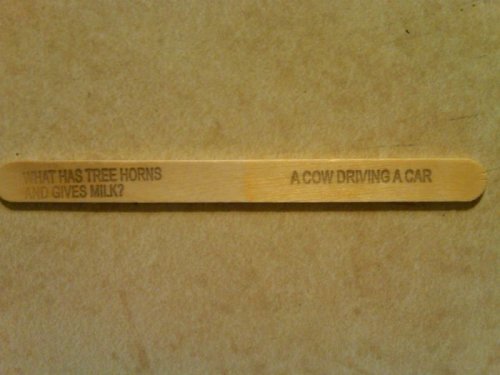 WHAT HAS TREE HORNS
AND GIVES MILK?
A COW DRIVING A CAR